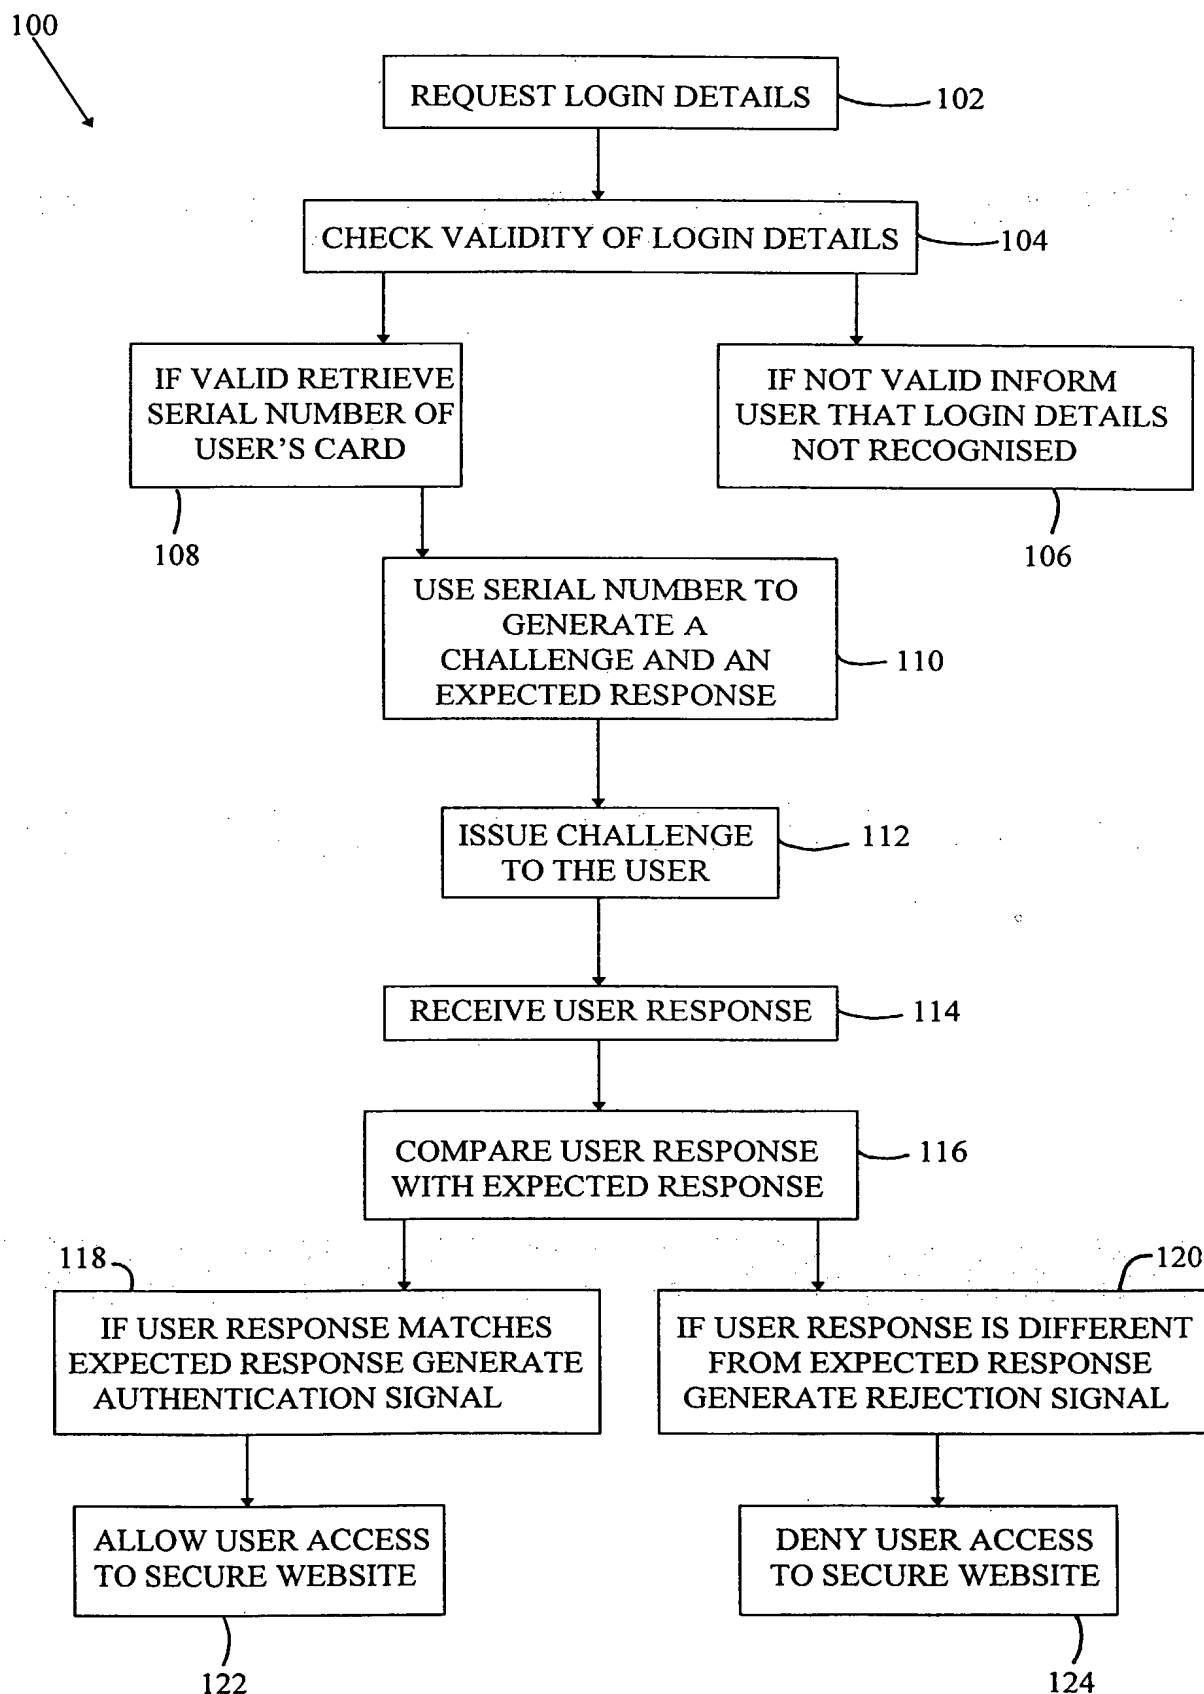 100
REQUEST LOGIN DETAILS
102
CHECK VALIDITY OF LOGIN DETAILS
104
IF VALID RETRIEVE
SERIAL NUMBER OF
USER'S CARD
108
IF NOT VALID INFORM
USER THAT LOGIN DETAILS
NOT RECOGNISED
106
USE SERIAL NUMBER TO
GENERATE A
CHALLENGE AND AN
EXPECTED RESPONSE
110
ISSUE CHALLENGE
TO THE USER
112
RECEIVE USER RESPONSE
114
COMPARE USER RESPONSE
WITH EXPECTED RESPONSE
116
118
IF USER RESPONSE MATCHES
EXPECTED RESPONSE GENERATE
AUTHENTICATION SIGNAL
120
IF USER RESPONSE IS DIFFERENT
FROM EXPECTED RESPONSE
GENERATE REJECTION SIGNAL
ALLOW USER ACCESS
TO SECURE WEBSITE
122
DENY USER ACCESS
TO SECURE WEBSITE
124